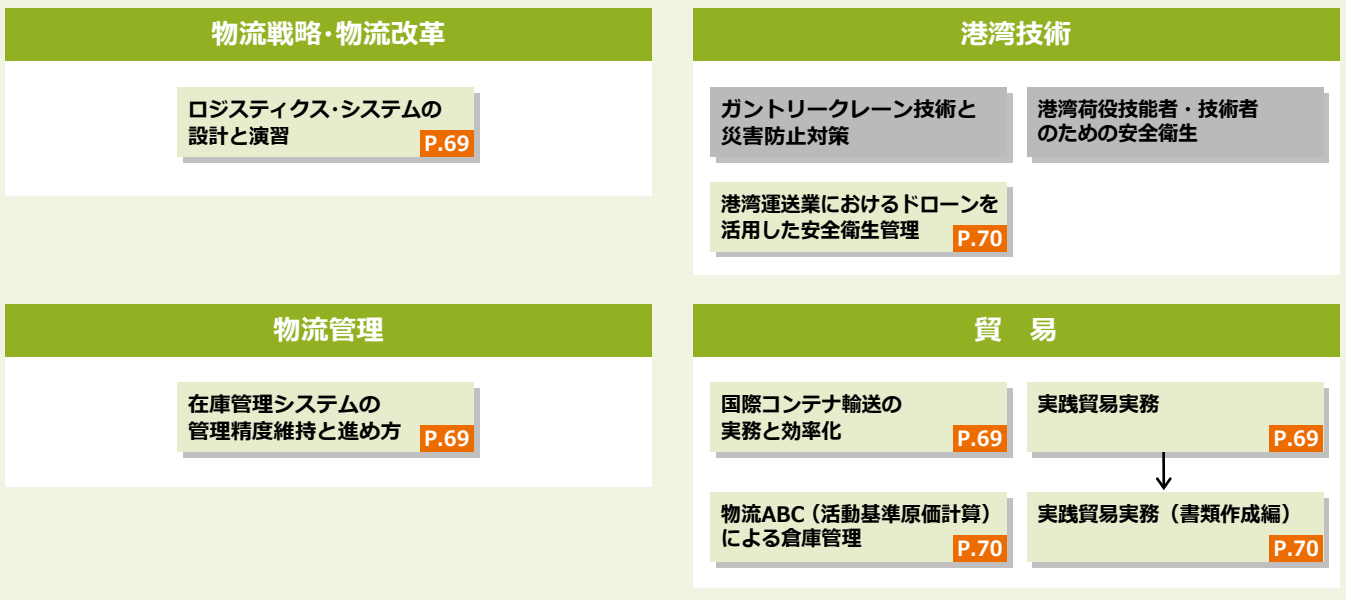 物流戦略・物流改革
ロジスティクス・システムの
設計と演習
P.69
港湾技術
ガントリークレーン技術と
災害防止対策
港湾荷役技能者・技術者
のための安全衛生
港湾運送業におけるドローンを
活用した安全衛生管理
P.70
物流管理
在庫管理システムの
管理精度維持と進め方
P.69
貿　易
国際コンテナ輸送の
実務と効率化
P.69
実践貿易実務
P.69
物流ABC（活動基準原価計算）
による倉庫管理
P.70
実践貿易実務（書類作成編）
P.70